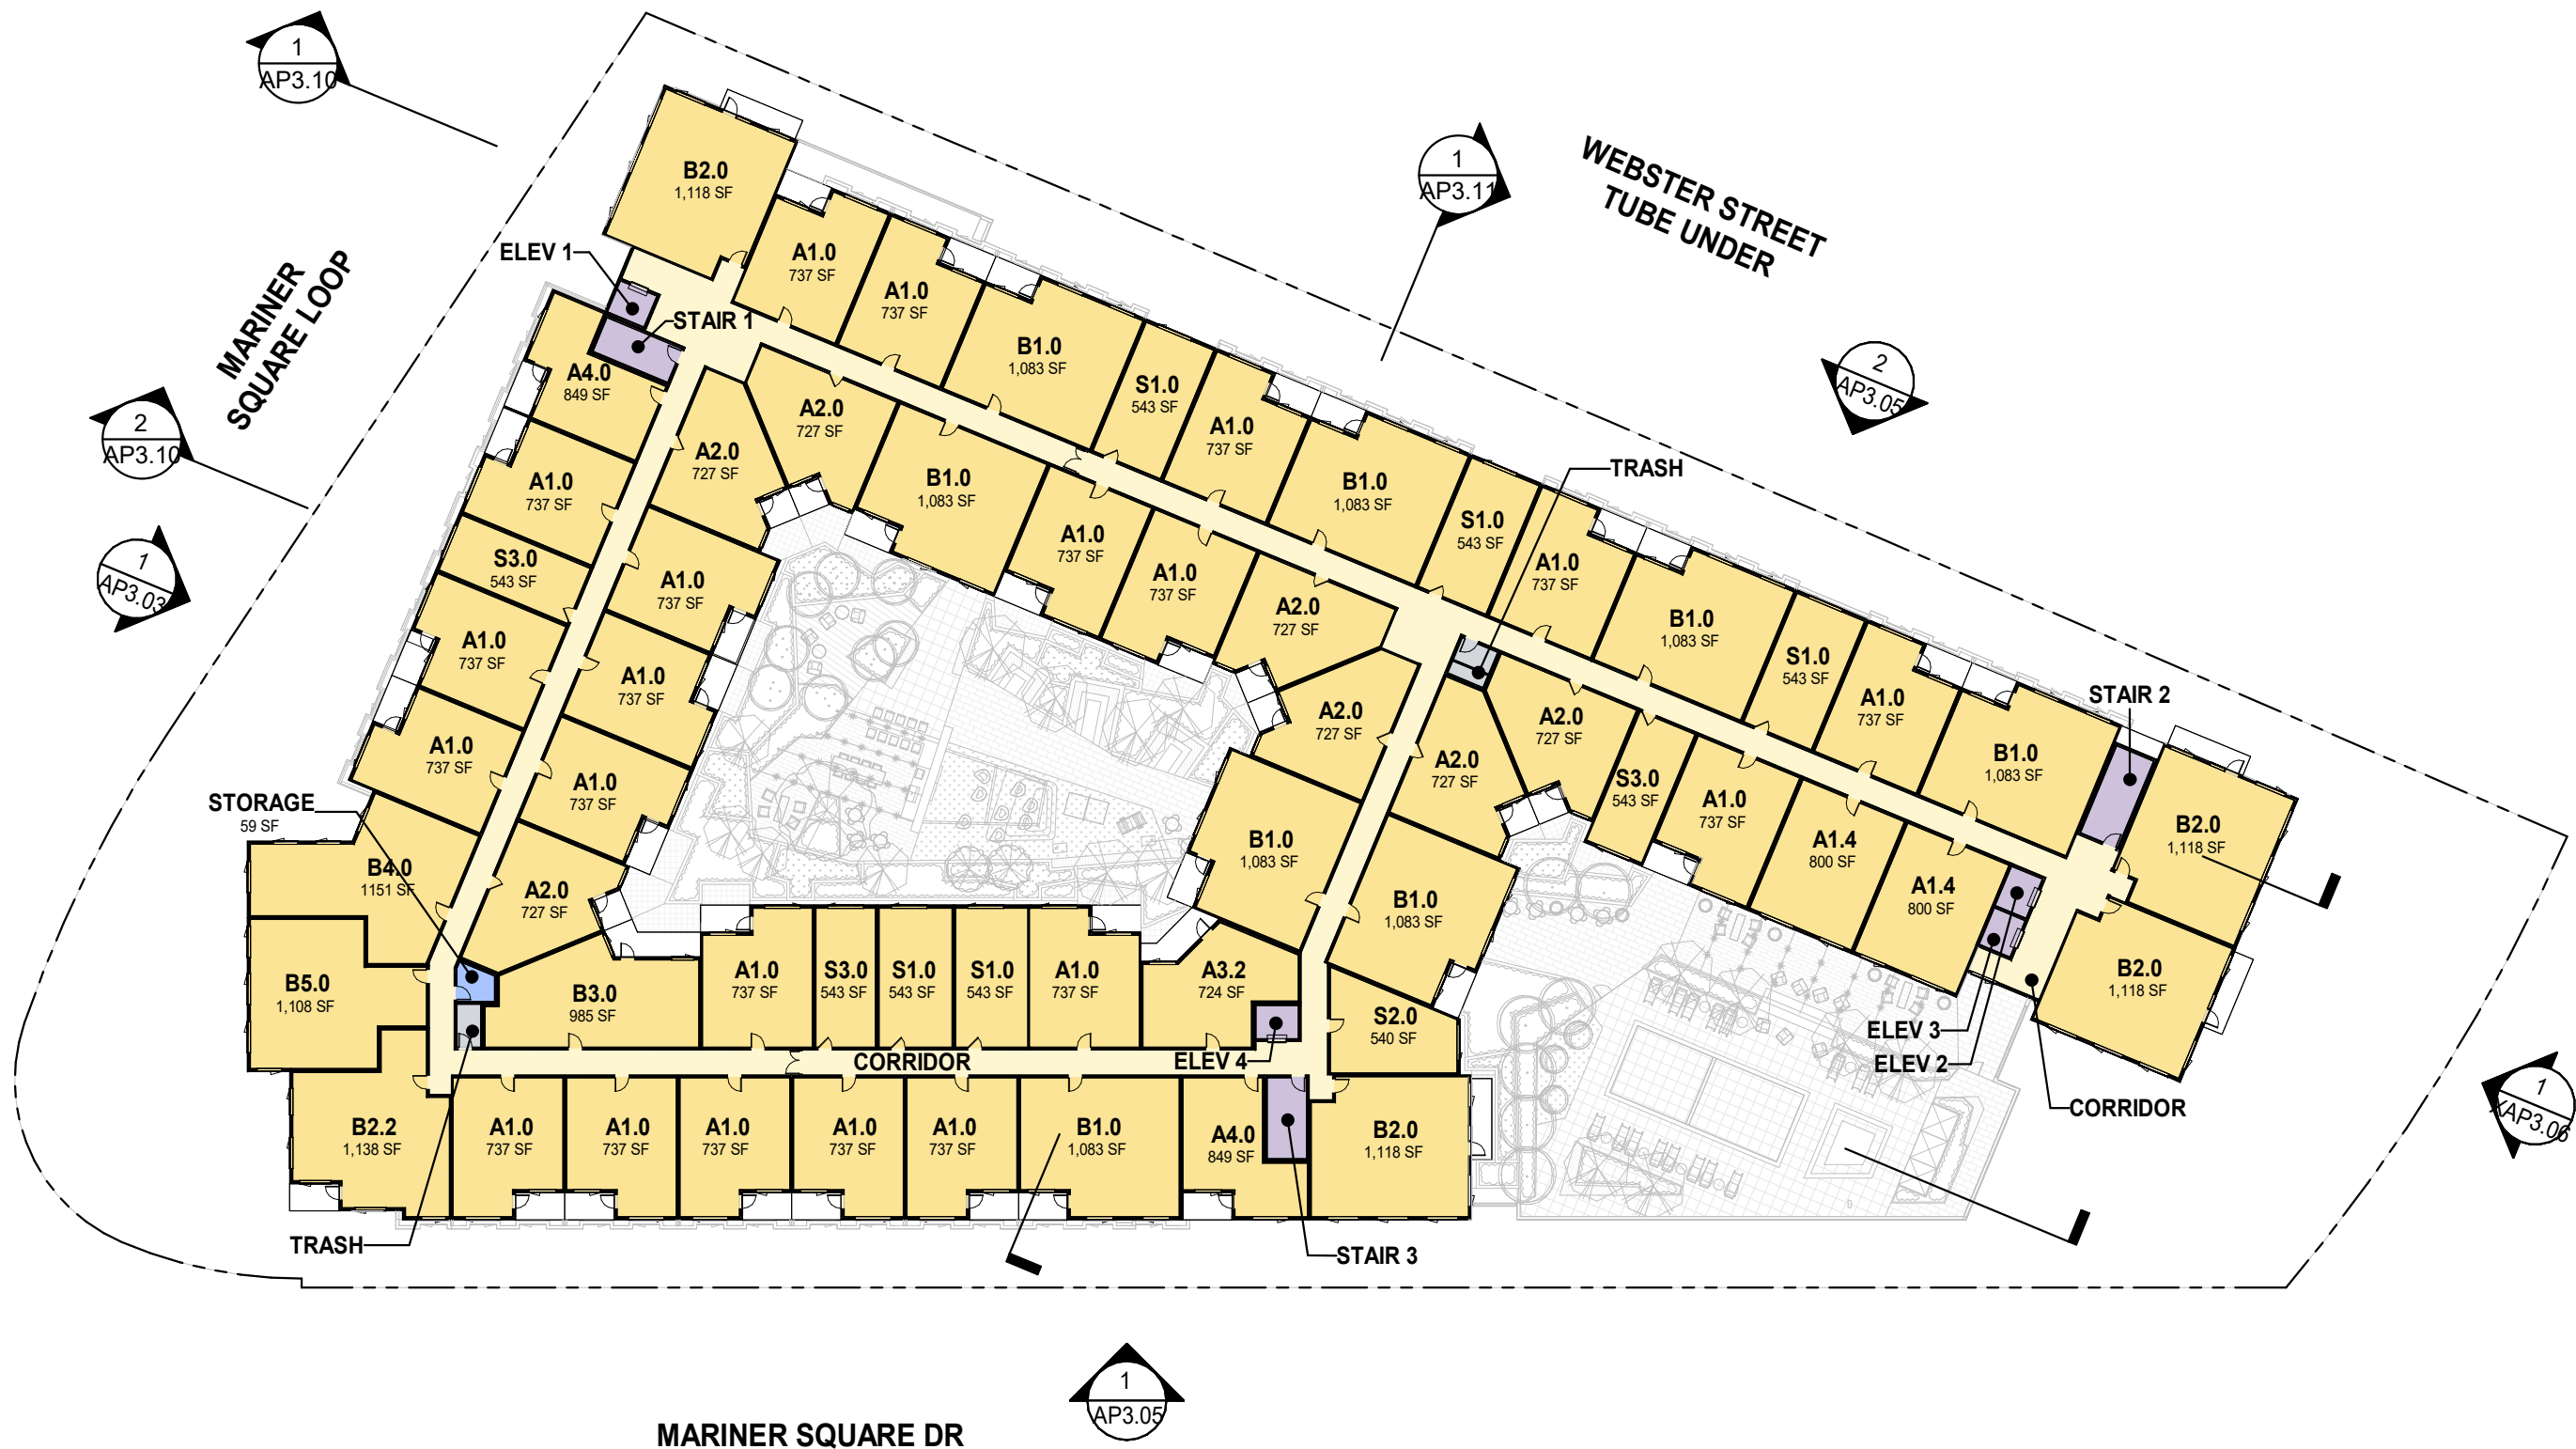 1
AP3.10
1
AP3.11
WEBSTER STREET
TUBE UNDER
B2.0
1,118 SF
ELEV 1
MARINER
SQUARE LOOP
STAIR 1
A1.0
737 SF
A1.0
737 SF
B1.0
1,083 SF
S1.0
543 SF
A1.0
737 SF
B1.0
1,083 SF
S1.0
543 SF
A1.0
737 SF
B1.0
1,083 SF
S1.0
543 SF
A1.0
737 SF
B1.0
1,083 SF
STAIR 2
B2.0
1,118 SF
B2.0
1,118 SF
2
AP3.05
TRASH
2
AP3.10
1
AP3.03
A4.0
849 SF
A1.0
737 SF
S3.0
543 SF
A1.0
737 SF
A1.0
737 SF
STORAGE
59 SF
B4.0
1151 SF
B5.0
1,108 SF
B2.2
1,138 SF
A2.0
727 SF
A2.0
727 SF
B1.0
1,083 SF
A1.0
737 SF
A1.0
737 SF
A2.0
727 SF
A2.0
727 SF
B1.0
1,083 SF
A1.0
737 SF
A1.0
737 SF
A1.0
737 SF
A2.0
727 SF
B3.0
985 SF
A1.0
737 SF
S3.0
543 SF
S1.0
543 SF
S1.0
543 SF
A1.0
737 SF
A3.2
724 SF
A2.0
727 SF
A2.0
727 SF
S3.0
543 SF
A1.0
737 SF
A1.4
800 SF
A1.4
800 SF
B1.0
1,083 SF
S2.0
540 SF
ELEV 3
ELEV 2
CORRIDOR
CORRIDOR
ELEV 4
A1.0
737 SF
A1.0
737 SF
A1.0
737 SF
A1.0
737 SF
A1.0
737 SF
B1.0
1,083 SF
A4.0
849 SF
B2.0
1,118 SF
TRASH
STAIR 3
1
XAP3.06
1
AP3.05
MARINER SQUARE DR